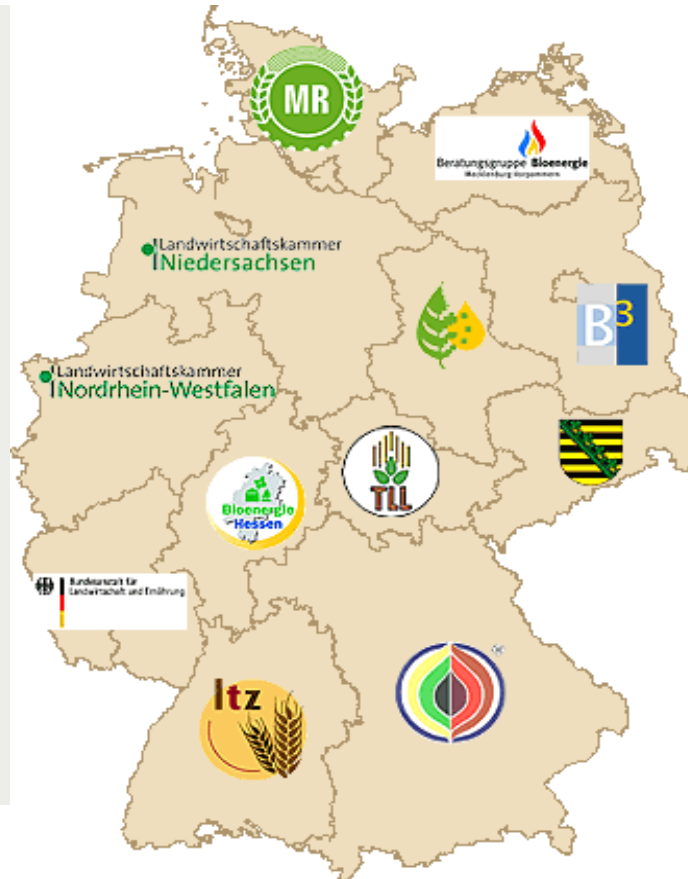 MR
Beratungsgruppe Bioenergie
Mecklenburg-Vorpommern
Landwirtschaftskammer
Niedersachsen
B3
Landwirtschaftskammer
Nordrhein-Westfalen
TLL
Bioenergie
Hessen
Bundesanstalt für
Landwirtschaft und Ernährung
®
ltz